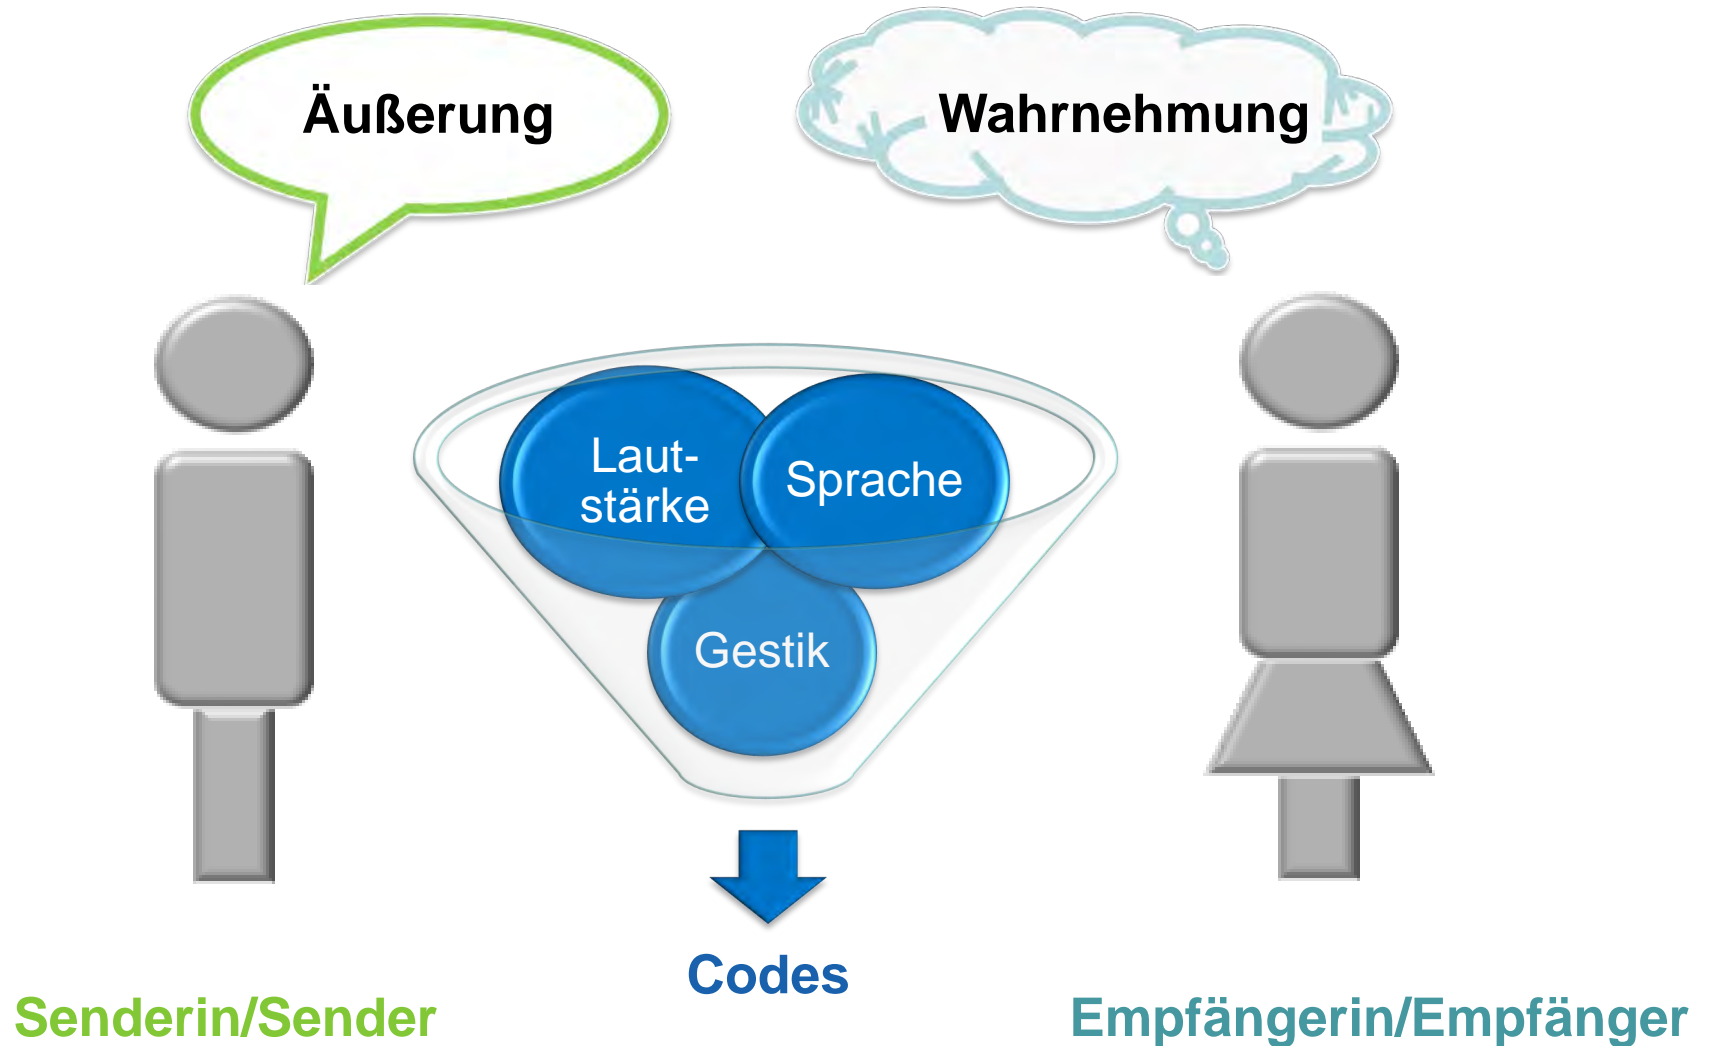 Äußerung
Wahrnehmung
Laut-
stärke
Sprache
Gestik
Codes
Senderin/Sender
Empfängerin/Empfänger